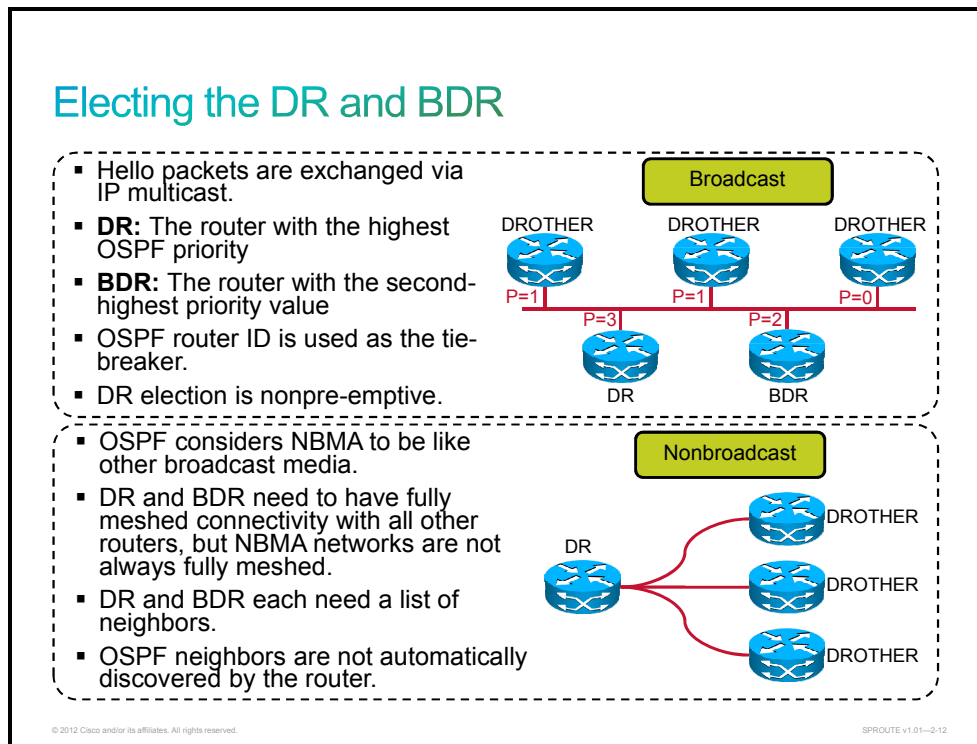 Electing the DR and BDR
▪ Hello packets are exchanged via
IP multicast.
▪ DR: The router with the highest
OSPF priority
▪ BDR: The router with the second-
highest priority value
▪ OSPF router ID is used as the tie-
breaker.
▪ DR election is nonpre-emptive.
Broadcast
DROTHER DROTHER DROTHER
P=1 P=1 P=0
P=3 P=2
DR BDR
▪ OSPF considers NBMA to be like
other broadcast media.
▪ DR and BDR need to have fully
meshed connectivity with all other
routers, but NBMA networks are not
always fully meshed.
▪ DR and BDR each need a list of
neighbors.
▪ OSPF neighbors are not automatically
discovered by the router.
Nonbroadcast
DR
DROTHER
DROTHER
DROTHER
© 2012 Cisco and/or its affiliates. All rights reserved.
SPROUTE v1.01—2-12